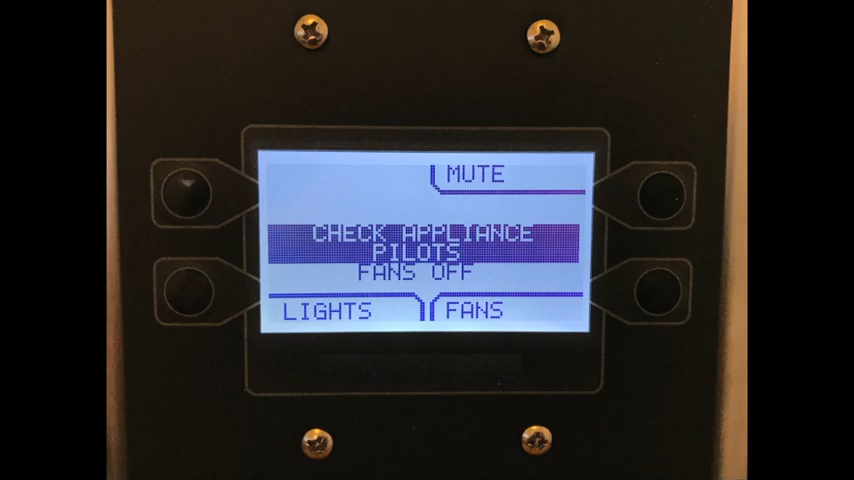 MUTE
CHECK APPLIANCE
PILOTS
FANS OFF
LIGHTS
FANS